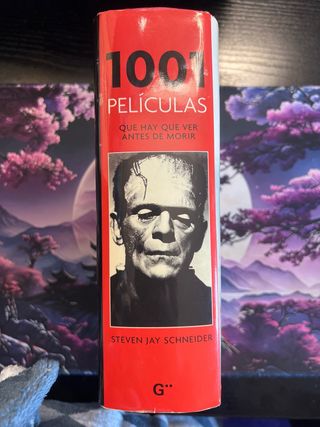 1001
PELÍCULAS
QUE HAY QUE VER
ANTES DE MORIR
STEVEN JAY SCHNEIDER
G¨